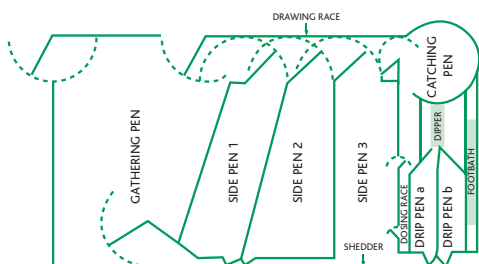 DRAWING RACE
CATCHING
PEN
GATHERING PEN
SIDE PEN 1
SIDE PEN 2
SIDE PEN 3
DIPPER
FOOTBATH
DOSING RACE
DRIP PEN a
DRIP PEN b
SHEDDER